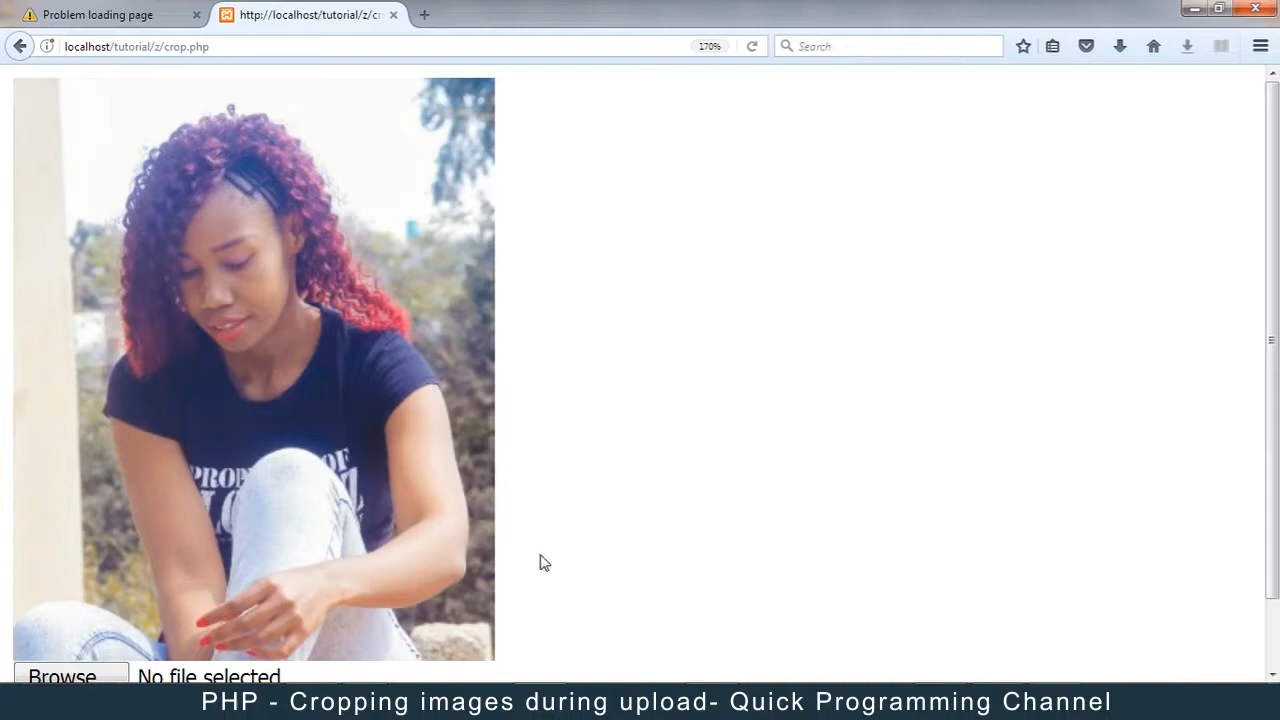 Problem loading page
http://localhost/tutorial/z/cr
localhost/tutorial/z/crop.php
170%
Search
OF
Browse
No file selected
PHP - Cropping images during upload- Quick Programming Channel